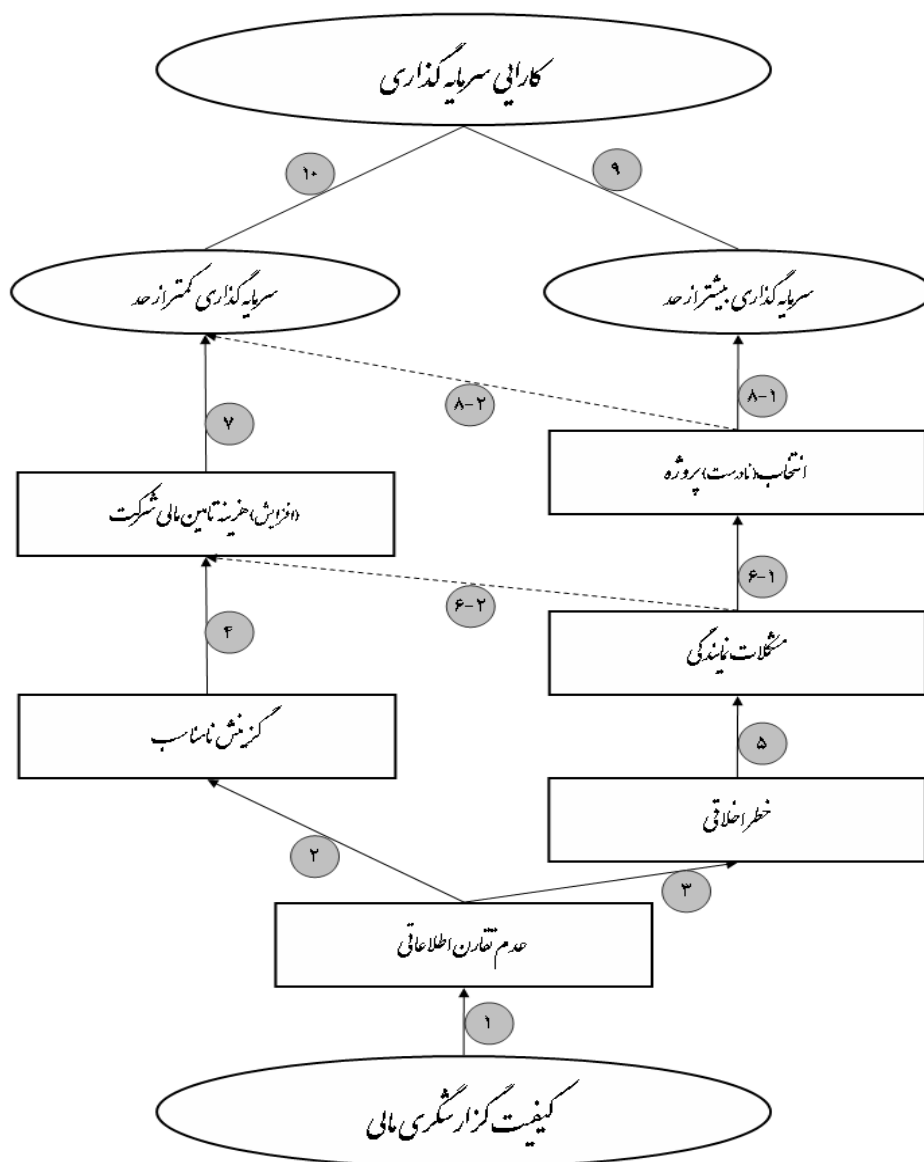 کارایی سرمایه گذاری
۱۰
۹
سرمایه گذاری بیشتر از حد
سرمایه گذاری کمتر از حد
۸-۱
۸-۲
۷
انتخاب (نادرست) پروژه
(افزایش) هزینه تامین مالی شرکت
۶-۱
۶-۲
۴
مشکلات نمایندگی
گزینش نامناسب
۵
خطر اخلاقی
۲
۳
عدم تقارن اطلاعاتی
۱
کیفیت گزارشگری مالی